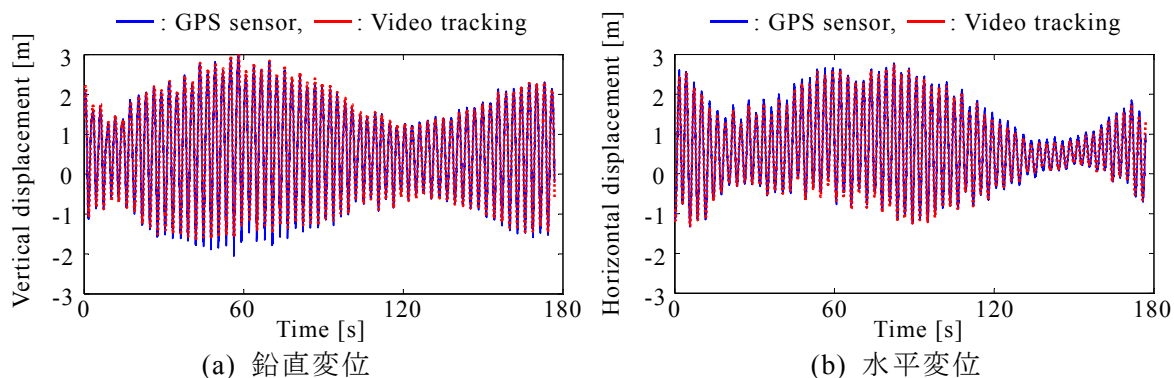 : GPS sensor, : Video tracking
Vertical displacement [m]
3
2
1
0
-1
-2
-3
0 60 120 180
Time [s]
(a) 鉛直変位
: GPS sensor, : Video tracking
Horizontal displacement [m]
3
2
1
0
-1
-2
-3
0 60 120 180
Time [s]
(b) 水平変位